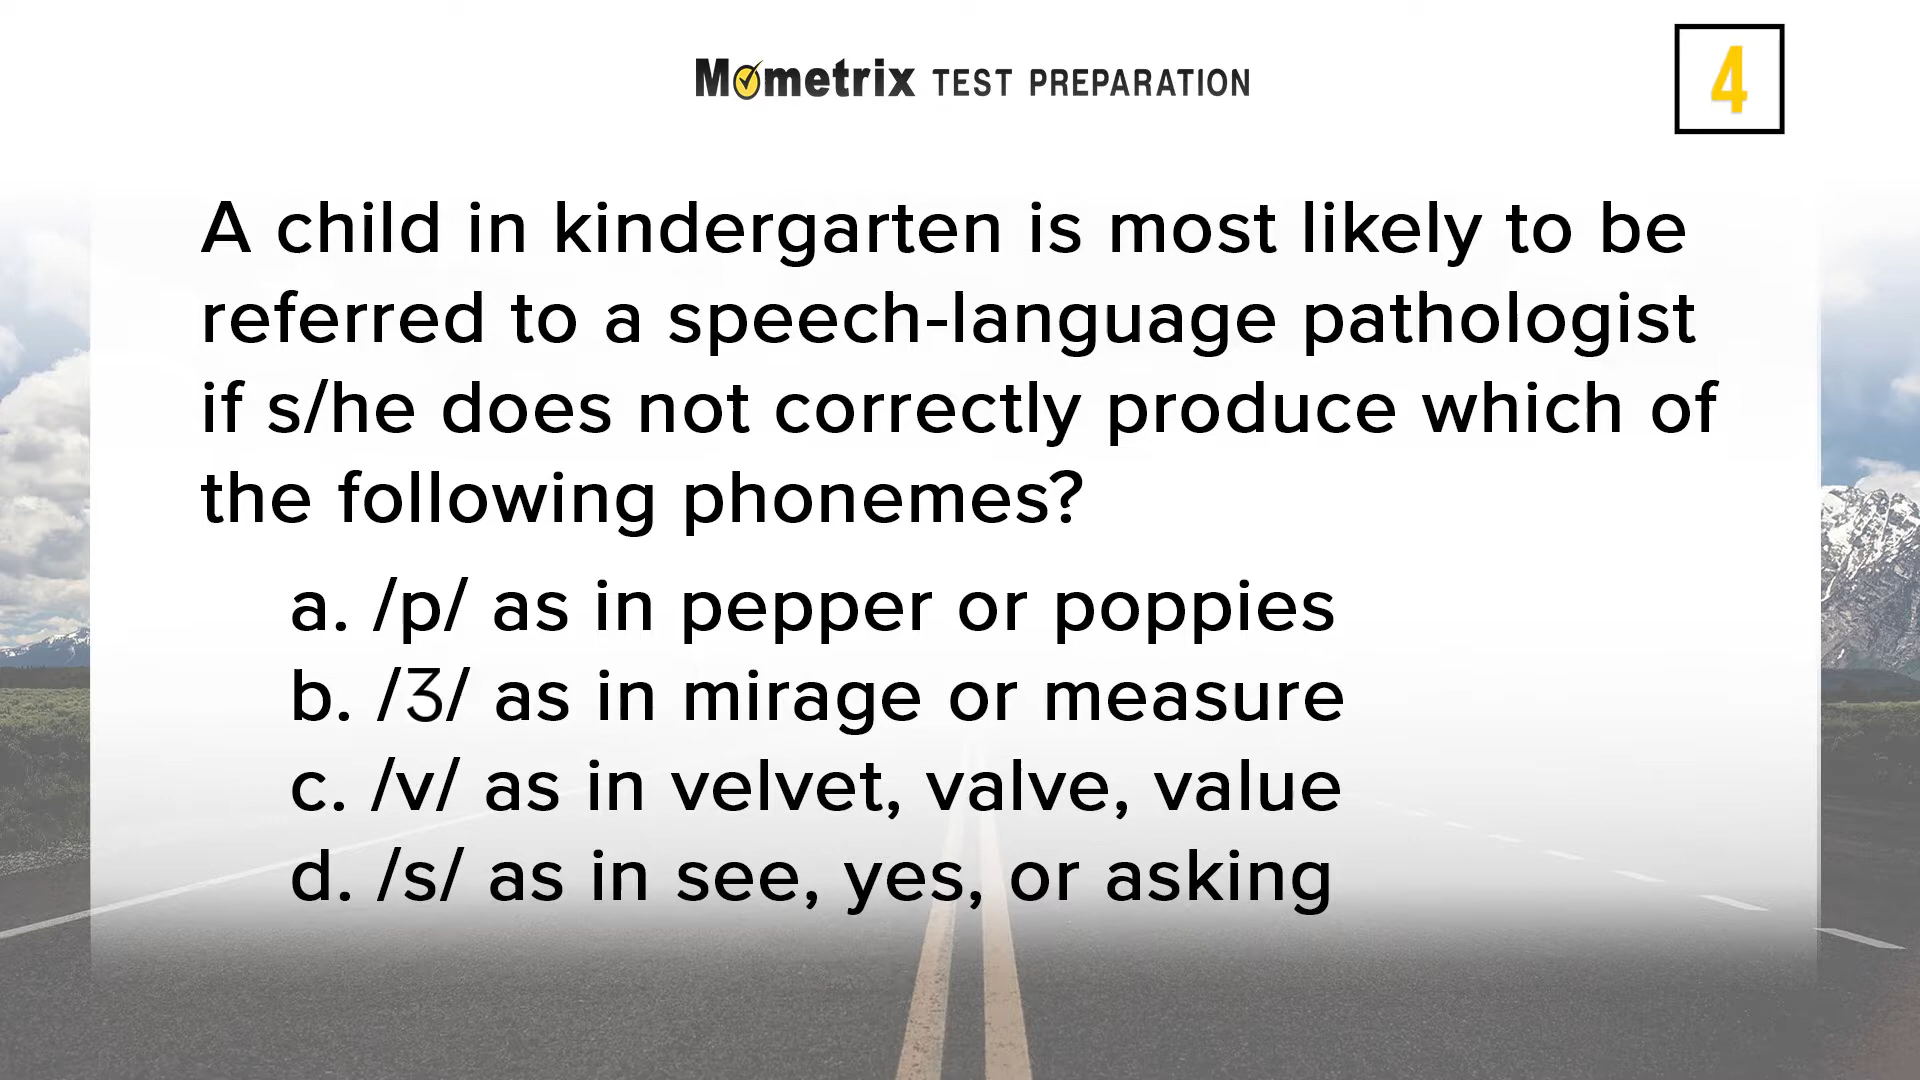 Mometrix TEST PREPARATION
4
A child in kindergarten is most likely to be
referred to a speech-language pathologist
if s/he does not correctly produce which of
the following phonemes?
a. /p/ as in pepper or poppies
b. /Ʒ/ as in mirage or measure
c. /v/ as in velvet, valve, value
d. /s/ as in see, yes, or asking